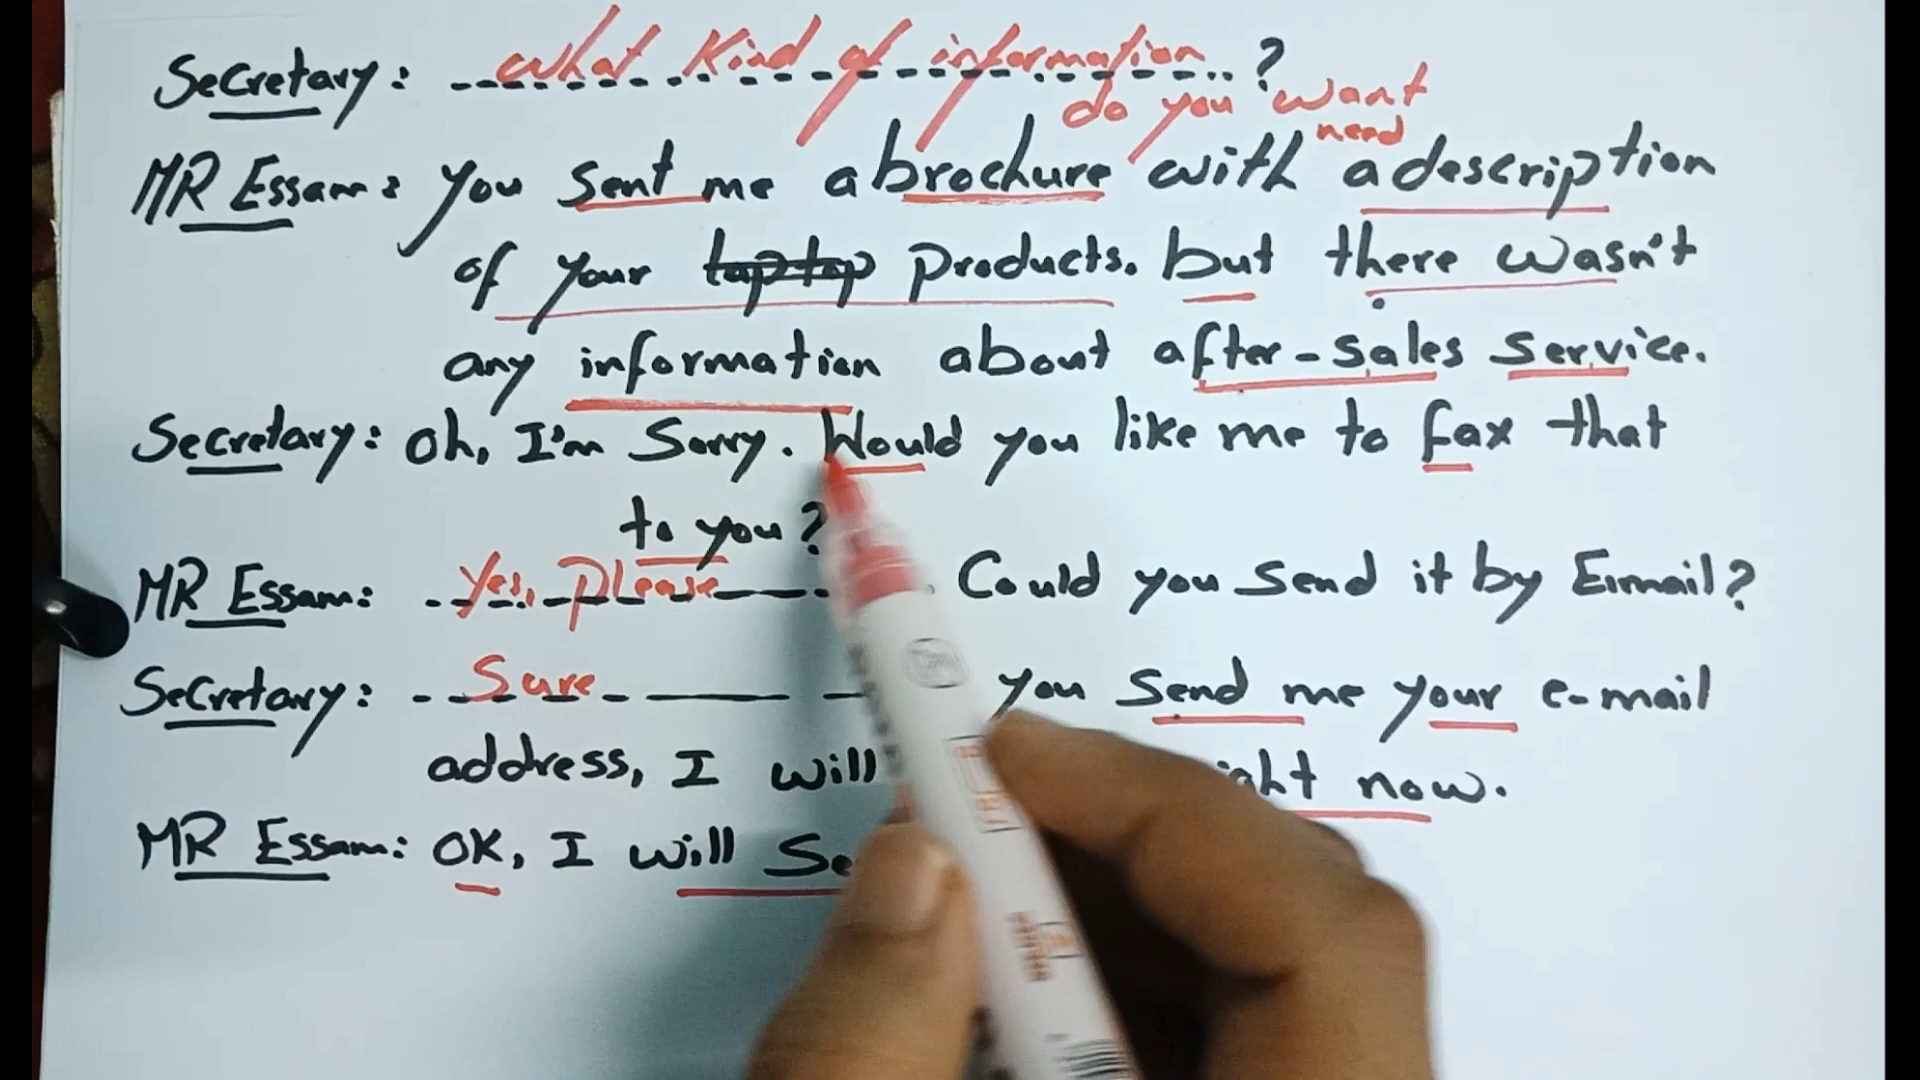 Secretary: What Kind of information ?
do you want
need
MR Essam: you sent me a brochure with a description
of your laptop products. but there wasn't
any information about after-sales service.
Secretary: oh, I'm Sorry. Would you like me to fax that
to you?
MR Essam: Yes, Please . Could you send it by Email?
Secretary: Sure you send me your e-mail
address, I will now.
MR Essam: OK, I will